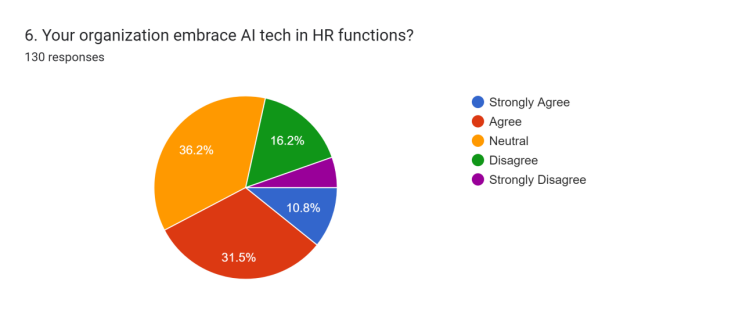 6. Your organization embrace AI tech in HR functions?
130 responses
36.2%
16.2%
10.8%
31.5%
Strongly Agree
Agree
Neutral
Disagree
Strongly Disagree